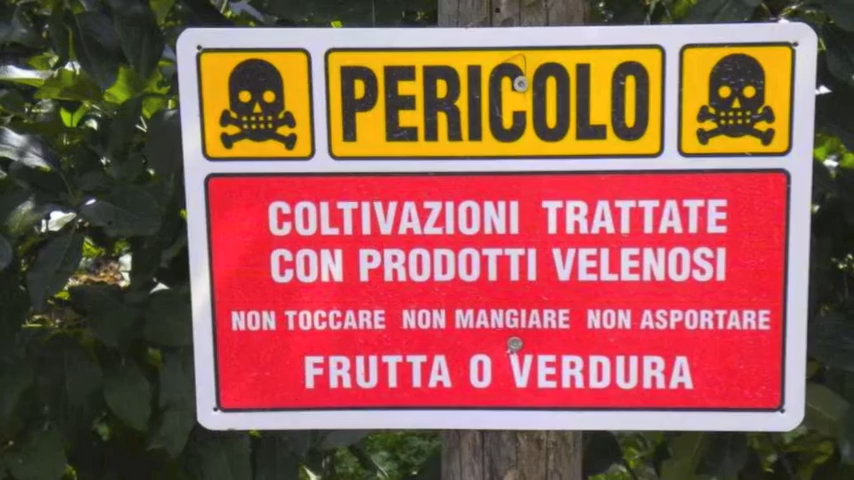 PERICOLO
COLTIVAZIONI TRATTATE
CON PRODOTTI VELENOSI
NON TOCCARE NON MANGIARE NON ASPORTARE
FRUTTA O VERDURA